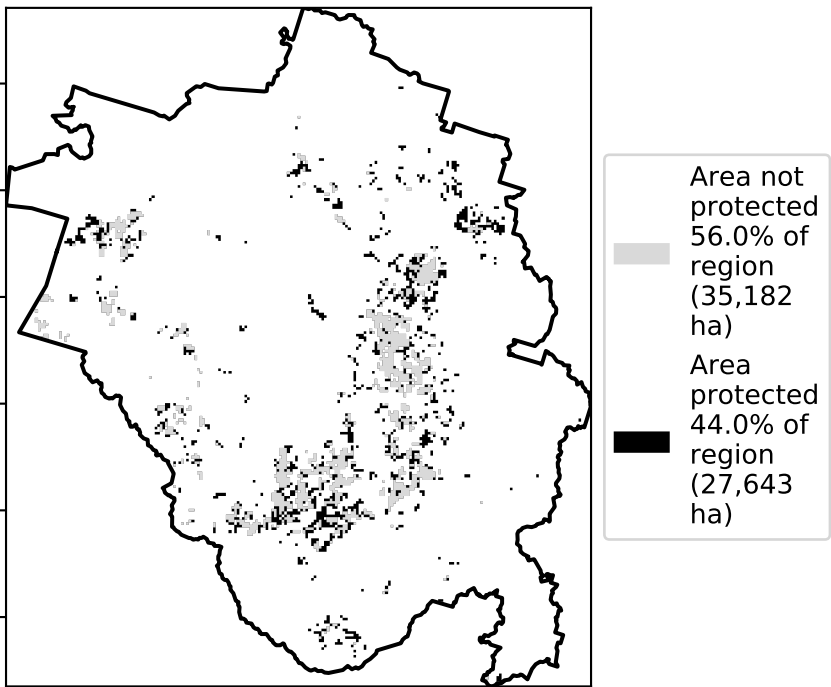 Area not
protected
56.0% of
region
(35,182
ha)
Area
protected
44.0% of
region
(27,643
ha)